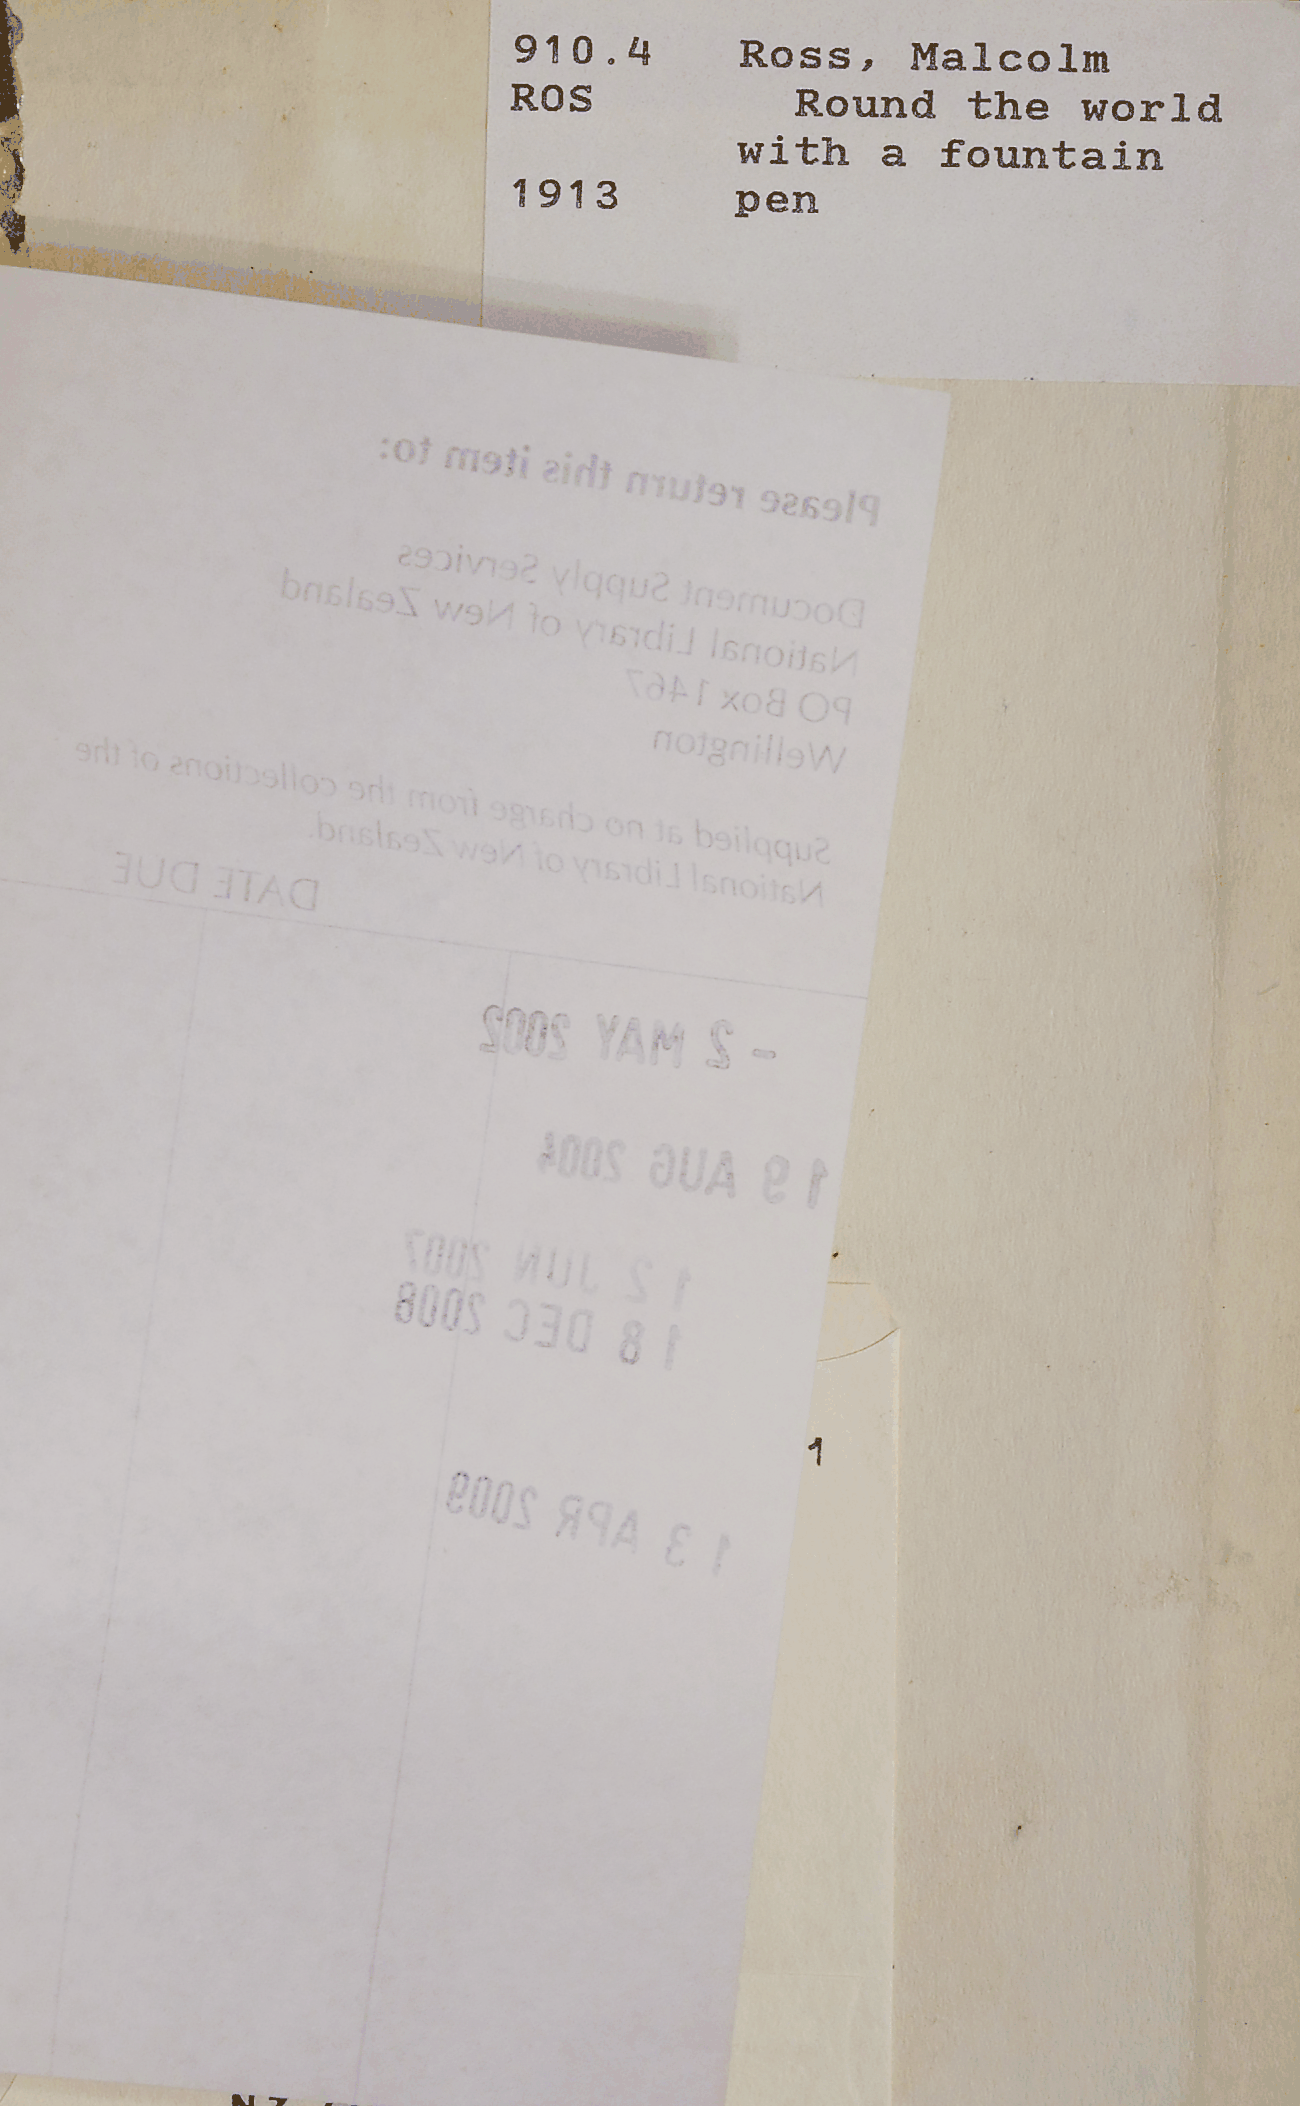 910.4 Ross, Malcolm
ROS Round the world
with a fountain
1913 pen
Please return this item to:
Document Supply Services
National Library of New Zealand
PO Box 1467
Wellington
Supplied at no charge from the collections of the
National Library of New Zealand.
DATE DUE
- 2 MAY 2002
19 AUG 2004
12 JUN 2007
18 DEC 2008
1
13 APR 2009